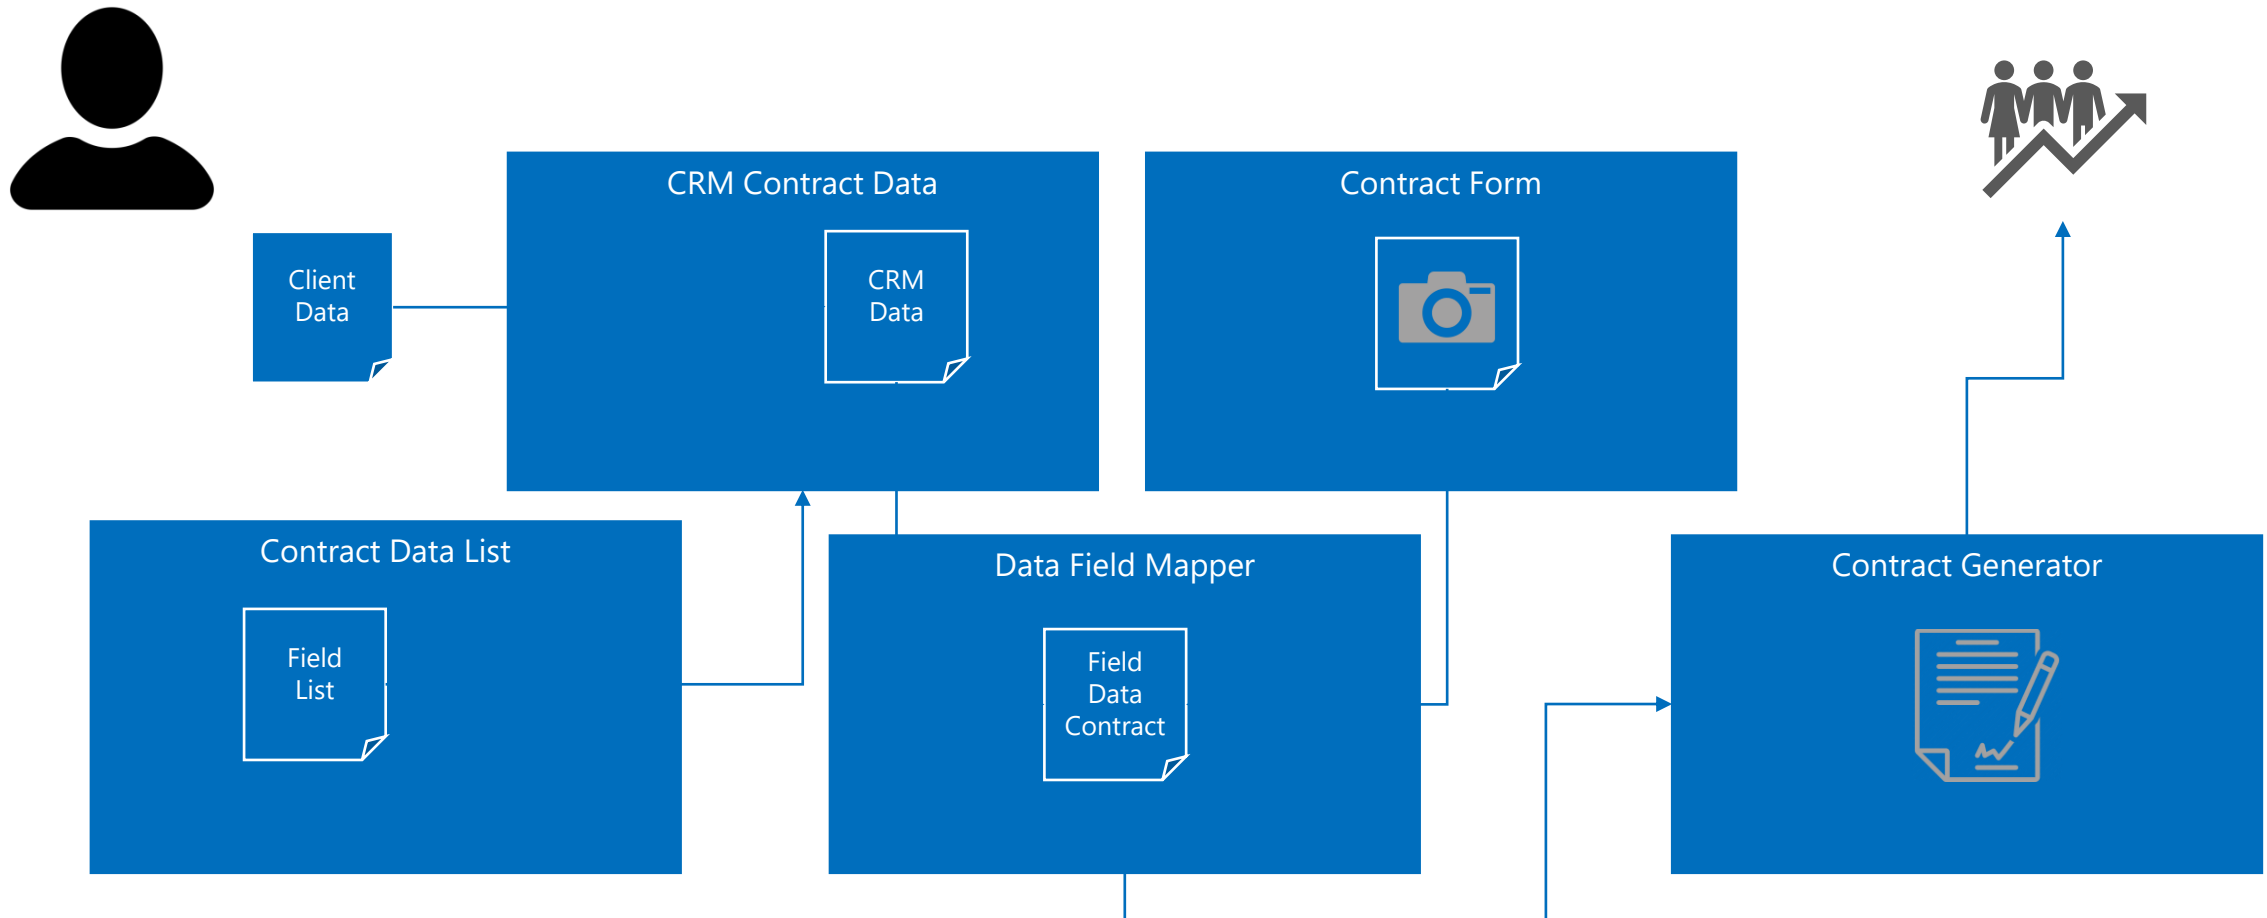 CRM Contract Data
Contract Form
Client
Data
CRM
Data
Contract Data List
Data Field Mapper
Contract Generator
Field
List
Field
Data
Contract